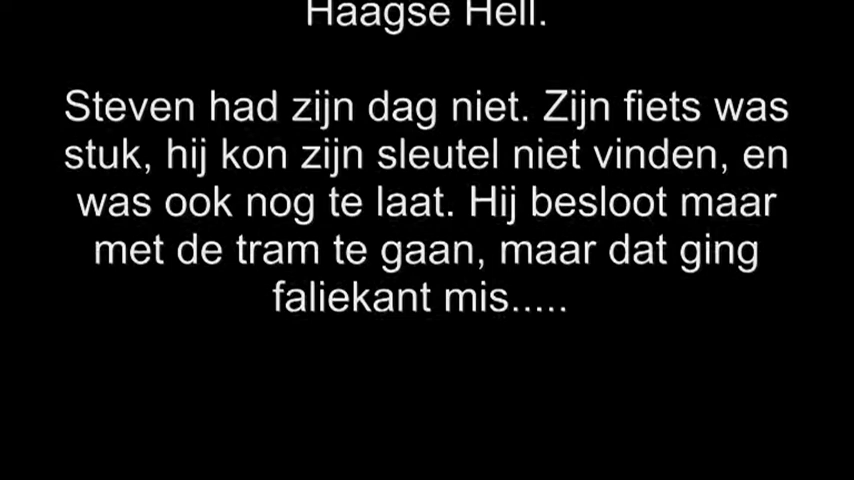 Haagse Hell.
Steven had zijn dag niet. Zijn fiets was
stuk, hij kon zijn sleutel niet vinden, en
was ook nog te laat. Hij besloot maar
met de tram te gaan, maar dat ging
faliekant mis.....